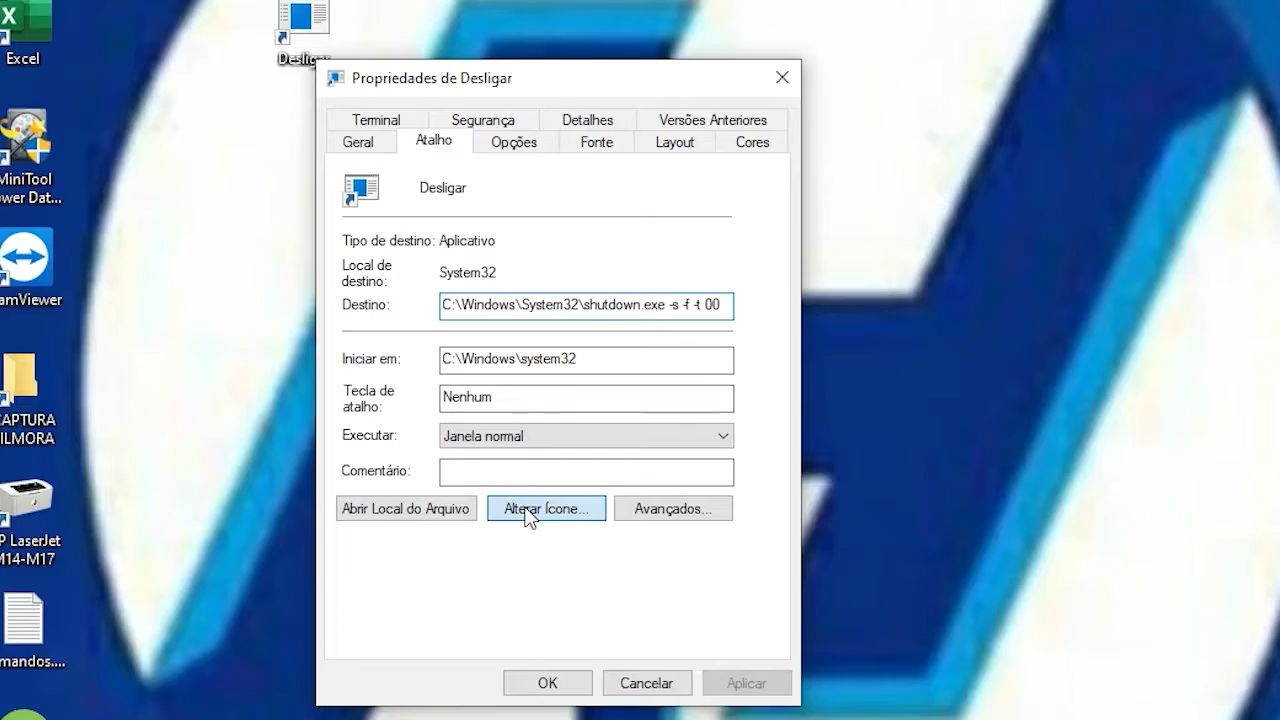 Excel
Desligar
MiniTool
ower Dat...
amViewer
CAPTURA
ILMORA
P LaserJet
M14-M17
mandos....
Propriedades de Desligar
Terminal
Segurança
Detalhes
Versões Anteriores
Geral
Atalho
Opções
Fonte
Layout
Cores
Desligar
Tipo de destino: Aplicativo
Local de
destino:
System32
Destino:
C:\Windows\System32\shutdown.exe -s -f -t 00
Iniciar em:
C:\Windows\system32
Tecla de
atalho:
Nenhum
Executar:
Janela normal
Comentário:
Abrir Local do Arquivo
Alterar Ícone...
Avançados...
OK
Cancelar
Aplicar